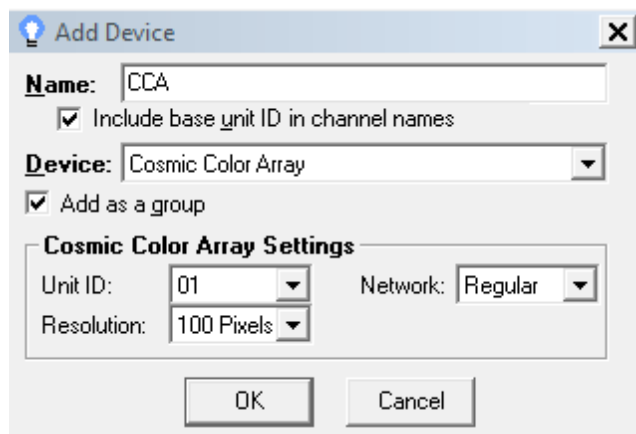 Add Device
Name: CCA
Include base unit ID in channel names
Device: Cosmic Color Array
Add as a group
Cosmic Color Array Settings
Unit ID: 01 Network: Regular
Resolution: 100 Pixels
OK Cancel